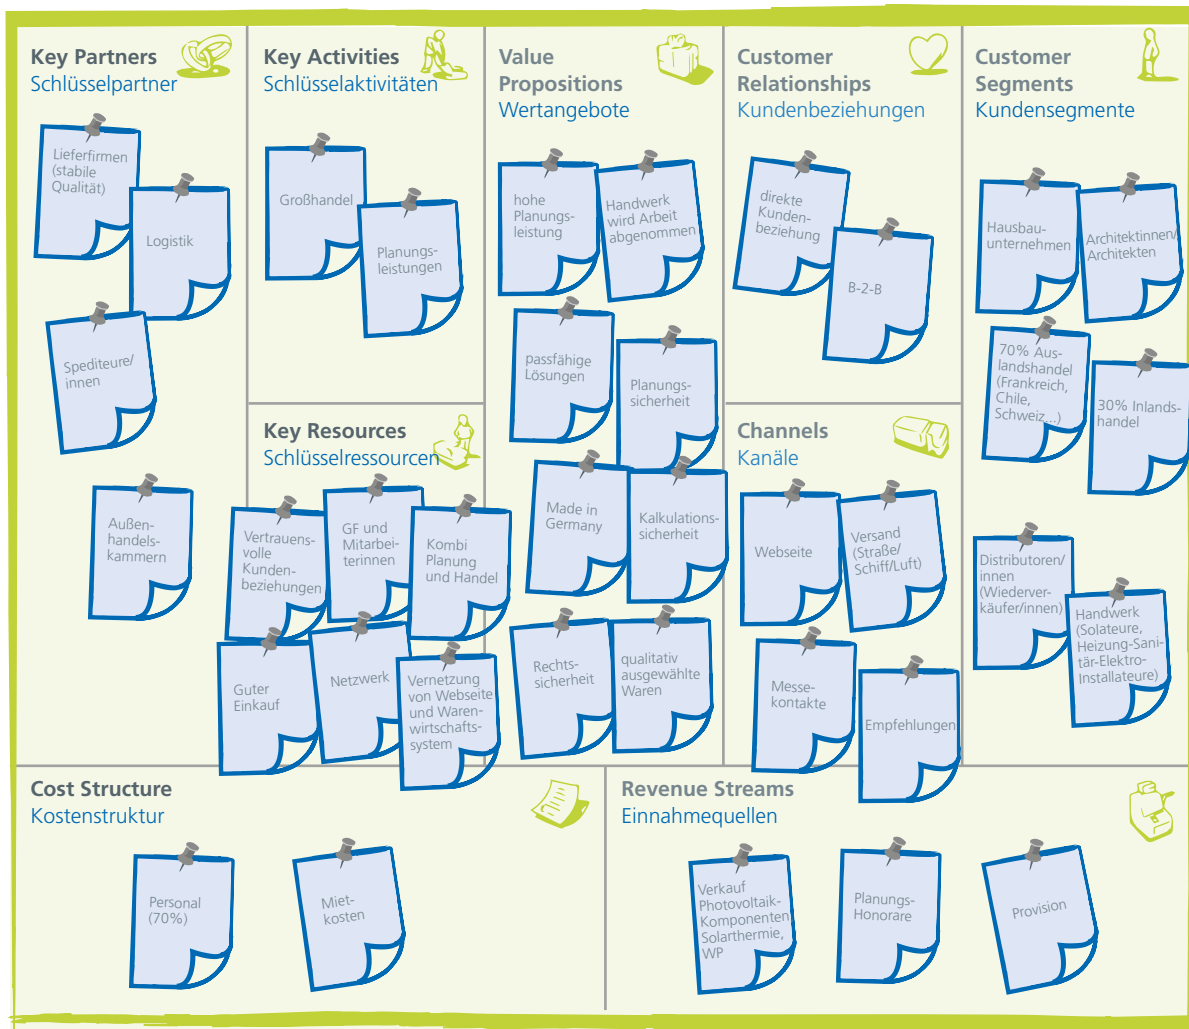 Key Partners
Schlüsselpartner
Lieferfirmen
(stabile
Qualität)
Logistik
Spediteure/
innen
Außen-
handels-
kammern
Key Activities
Schlüsselaktivitäten
Großhandel
Planungs-
leistungen
Key Resources
Schlüsselressourcen
Vertrauens-
volle
Kunden-
beziehungen
GF und
Mitarbei-
terinnen
Kombi
Planung
und Handel
Guter
Einkauf
Netzwerk
Vernetzung
von Webseite
und Waren-
wirtschafts-
system
Value
Propositions
Wertangebote
hohe
Planungs-
leistung
Handwerk
wird Arbeit
abgenommen
passfähige
Lösungen
Planungs-
sicherheit
Made in
Germany
Kalkulations-
sicherheit
Rechts-
sicherheit
qualitativ
ausgewählte
Waren
Customer
Relationships
Kundenbeziehungen
direkte
Kunden-
beziehung
B-2-B
Channels
Kanäle
Webseite
Versand
(Straße/
Schiff/Luft)
Messe-
kontakte
Empfehlungen
Customer
Segments
Kundensegmente
Hausbau-
unternehmen
Architektinnen/
Architekten
70% Aus-
landshandel
(Frankreich,
Chile,
Schweiz...)
30% Inlands-
handel
Distributoren/
innen
(Wiederver-
käufer/innen)
Handwerk
(Solateure,
Heizung-Sani-
tär-Elektro-
Installateure)
Cost Structure
Kostenstruktur
Personal
(70%)
Miet-
kosten
Revenue Streams
Einnahmequellen
Verkauf
Photovoltaik-
Komponenten
Solarthermie,
WP
Planungs-
Honorare
Provision